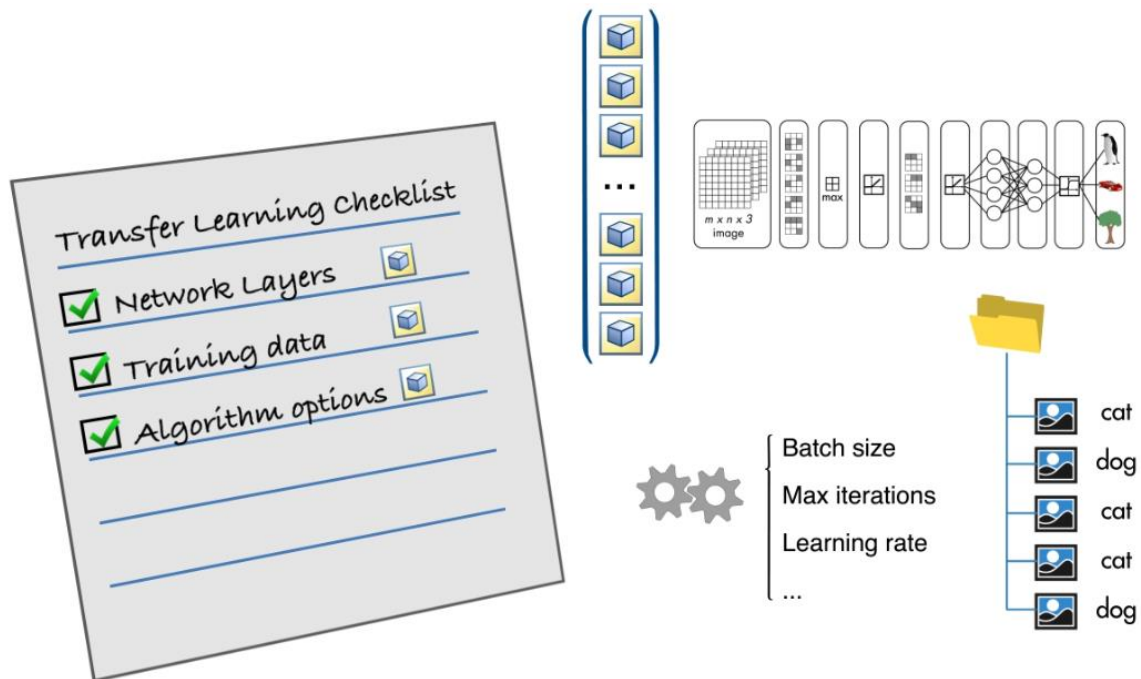 Transfer Learning Checklist
Network Layers
Training data
Algorithm options
...
max
m x n x 3
image
Batch size
Max iterations
Learning rate
...
cat
dog
cat
cat
dog